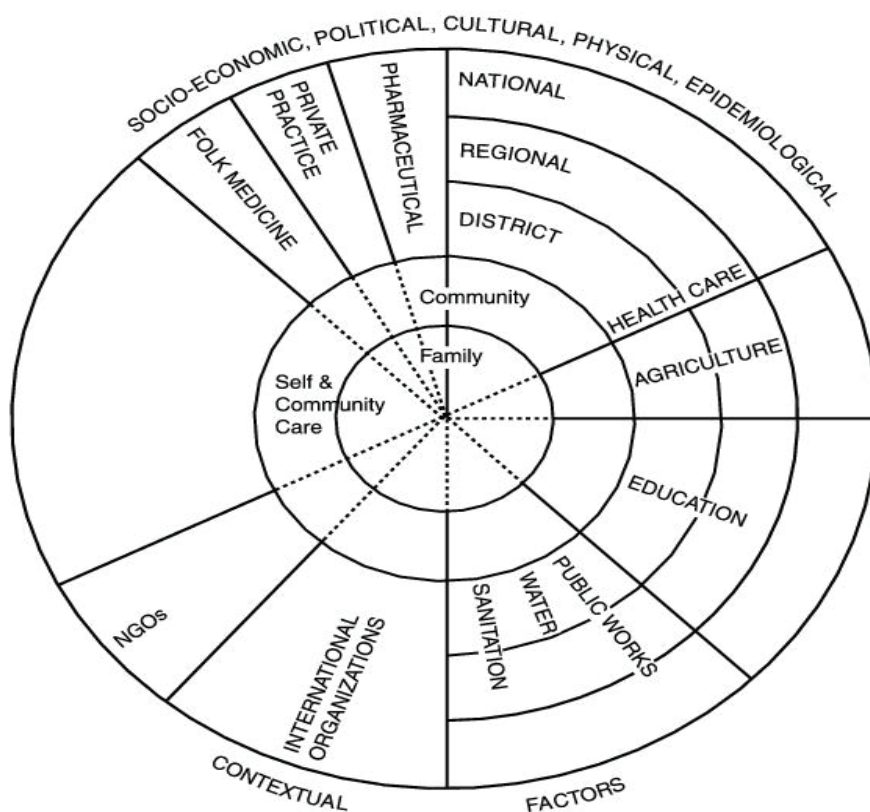 SOCIO-ECONOMIC, POLITICAL, CULTURAL, PHYSICAL, EPIDEMIOLOGICAL
FOLK MEDICINE
PRIVATE
PRACTICE
PHARMACEUTICAL
NATIONAL
REGIONAL
DISTRICT
HEALTH CARE
Community
Family
Self &
Community
Care
AGRICULTURE
EDUCATION
PUBLIC WORKS
WATER
SANITATION
NGOs
INTERNATIONAL
ORGANIZATIONS
CONTEXTUAL
FACTORS